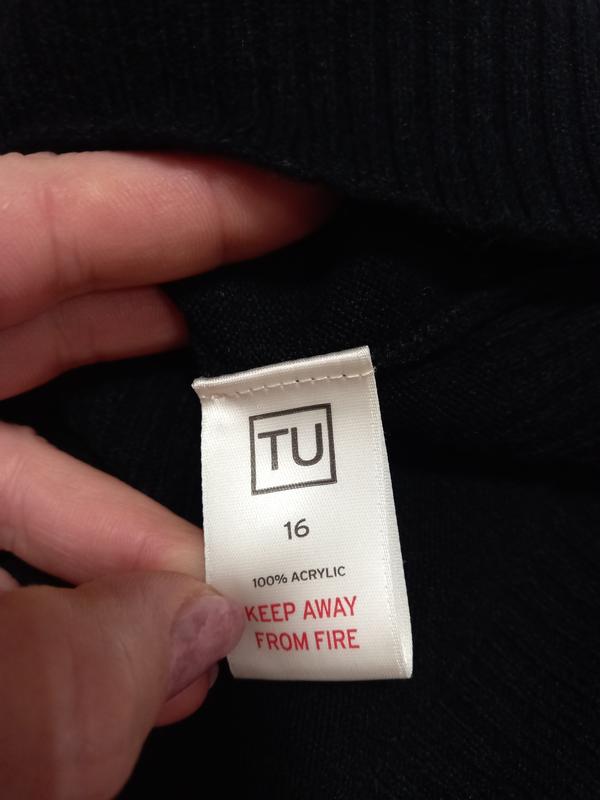 TU
16
100% ACRYLIC
KEEP AWAY
FROM FIRE